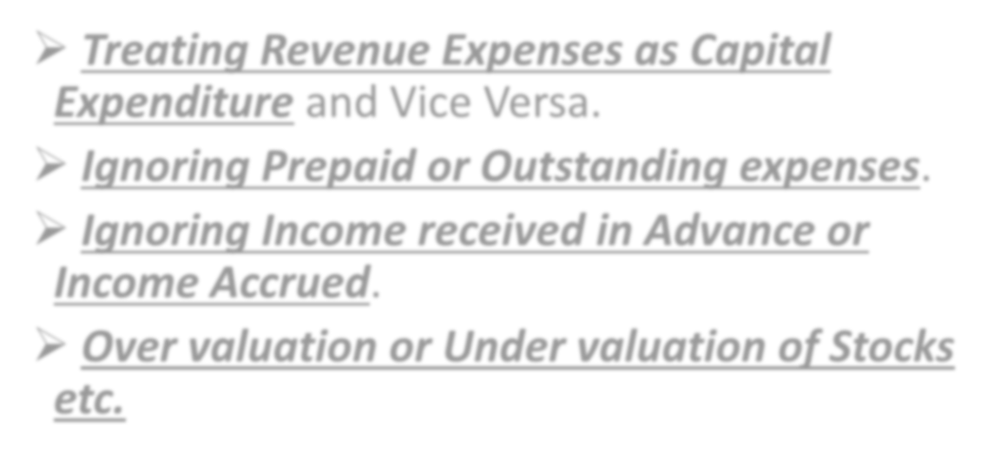 ➢ Treating Revenue Expenses as Capital
Expenditure and Vice Versa.
➢ Ignoring Prepaid or Outstanding expenses.
➢ Ignoring Income received in Advance or
Income Accrued.
➢ Over valuation or Under valuation of Stocks
etc.